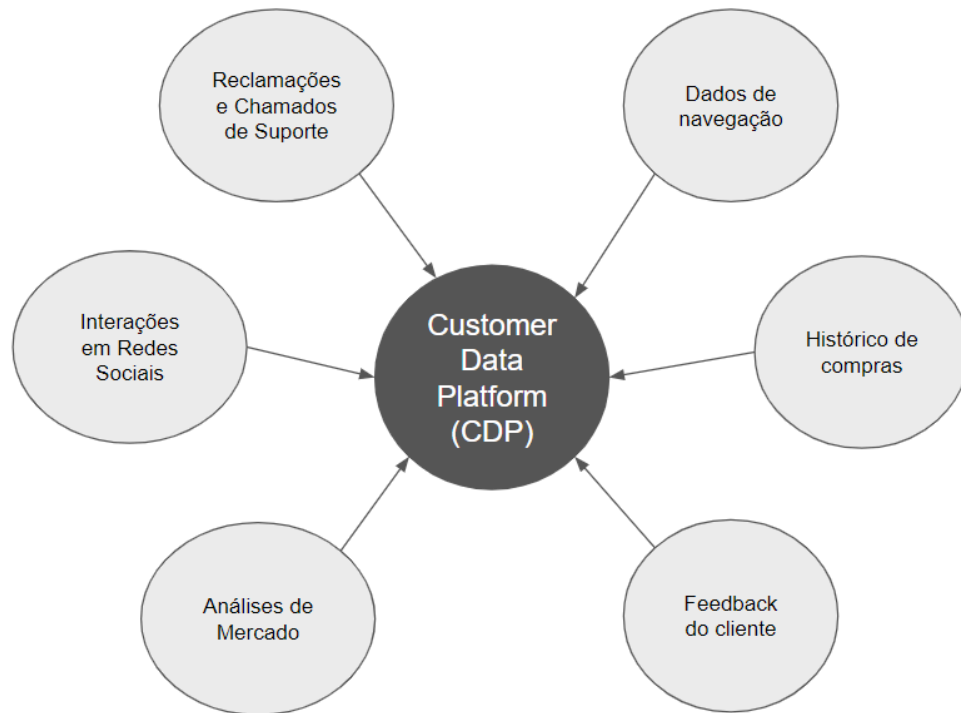 Reclamações
e Chamados
de Suporte
Dados de
navegação
Interações
em Redes
Sociais
Customer
Data
Platform
(CDP)
Histórico de
compras
Análises de
Mercado
Feedback
do cliente